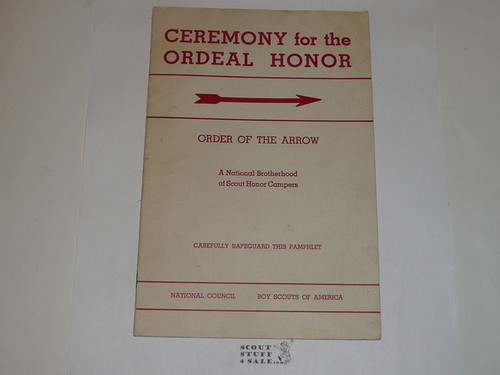 CEREMONY for the
ORDEAL HONOR
ORDER OF THE ARROW
A National Brotherhood
of Scout Honor Campers
CAREFULLY SAFEGUARD THIS PAMPHLET
NATIONAL COUNCIL BOY SCOUTS OF AMERICA
SCOUT
STUFF
4 SALE...